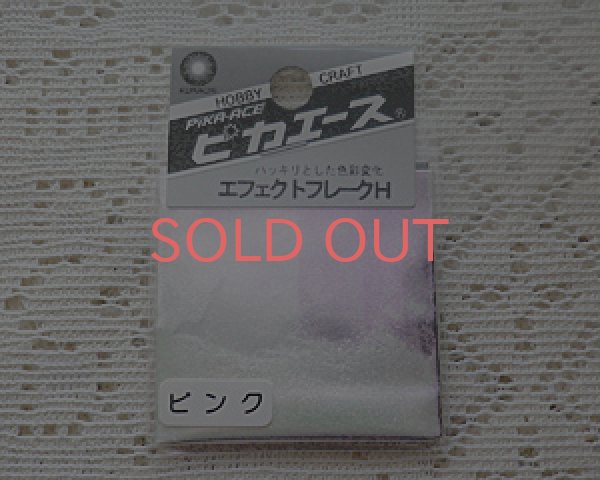 HOBBY CRAFT
PIKA-ACE
ピカエース®
ハッキリとした色彩変化
エフェクトフレークH
SOLD OUT
ピンク